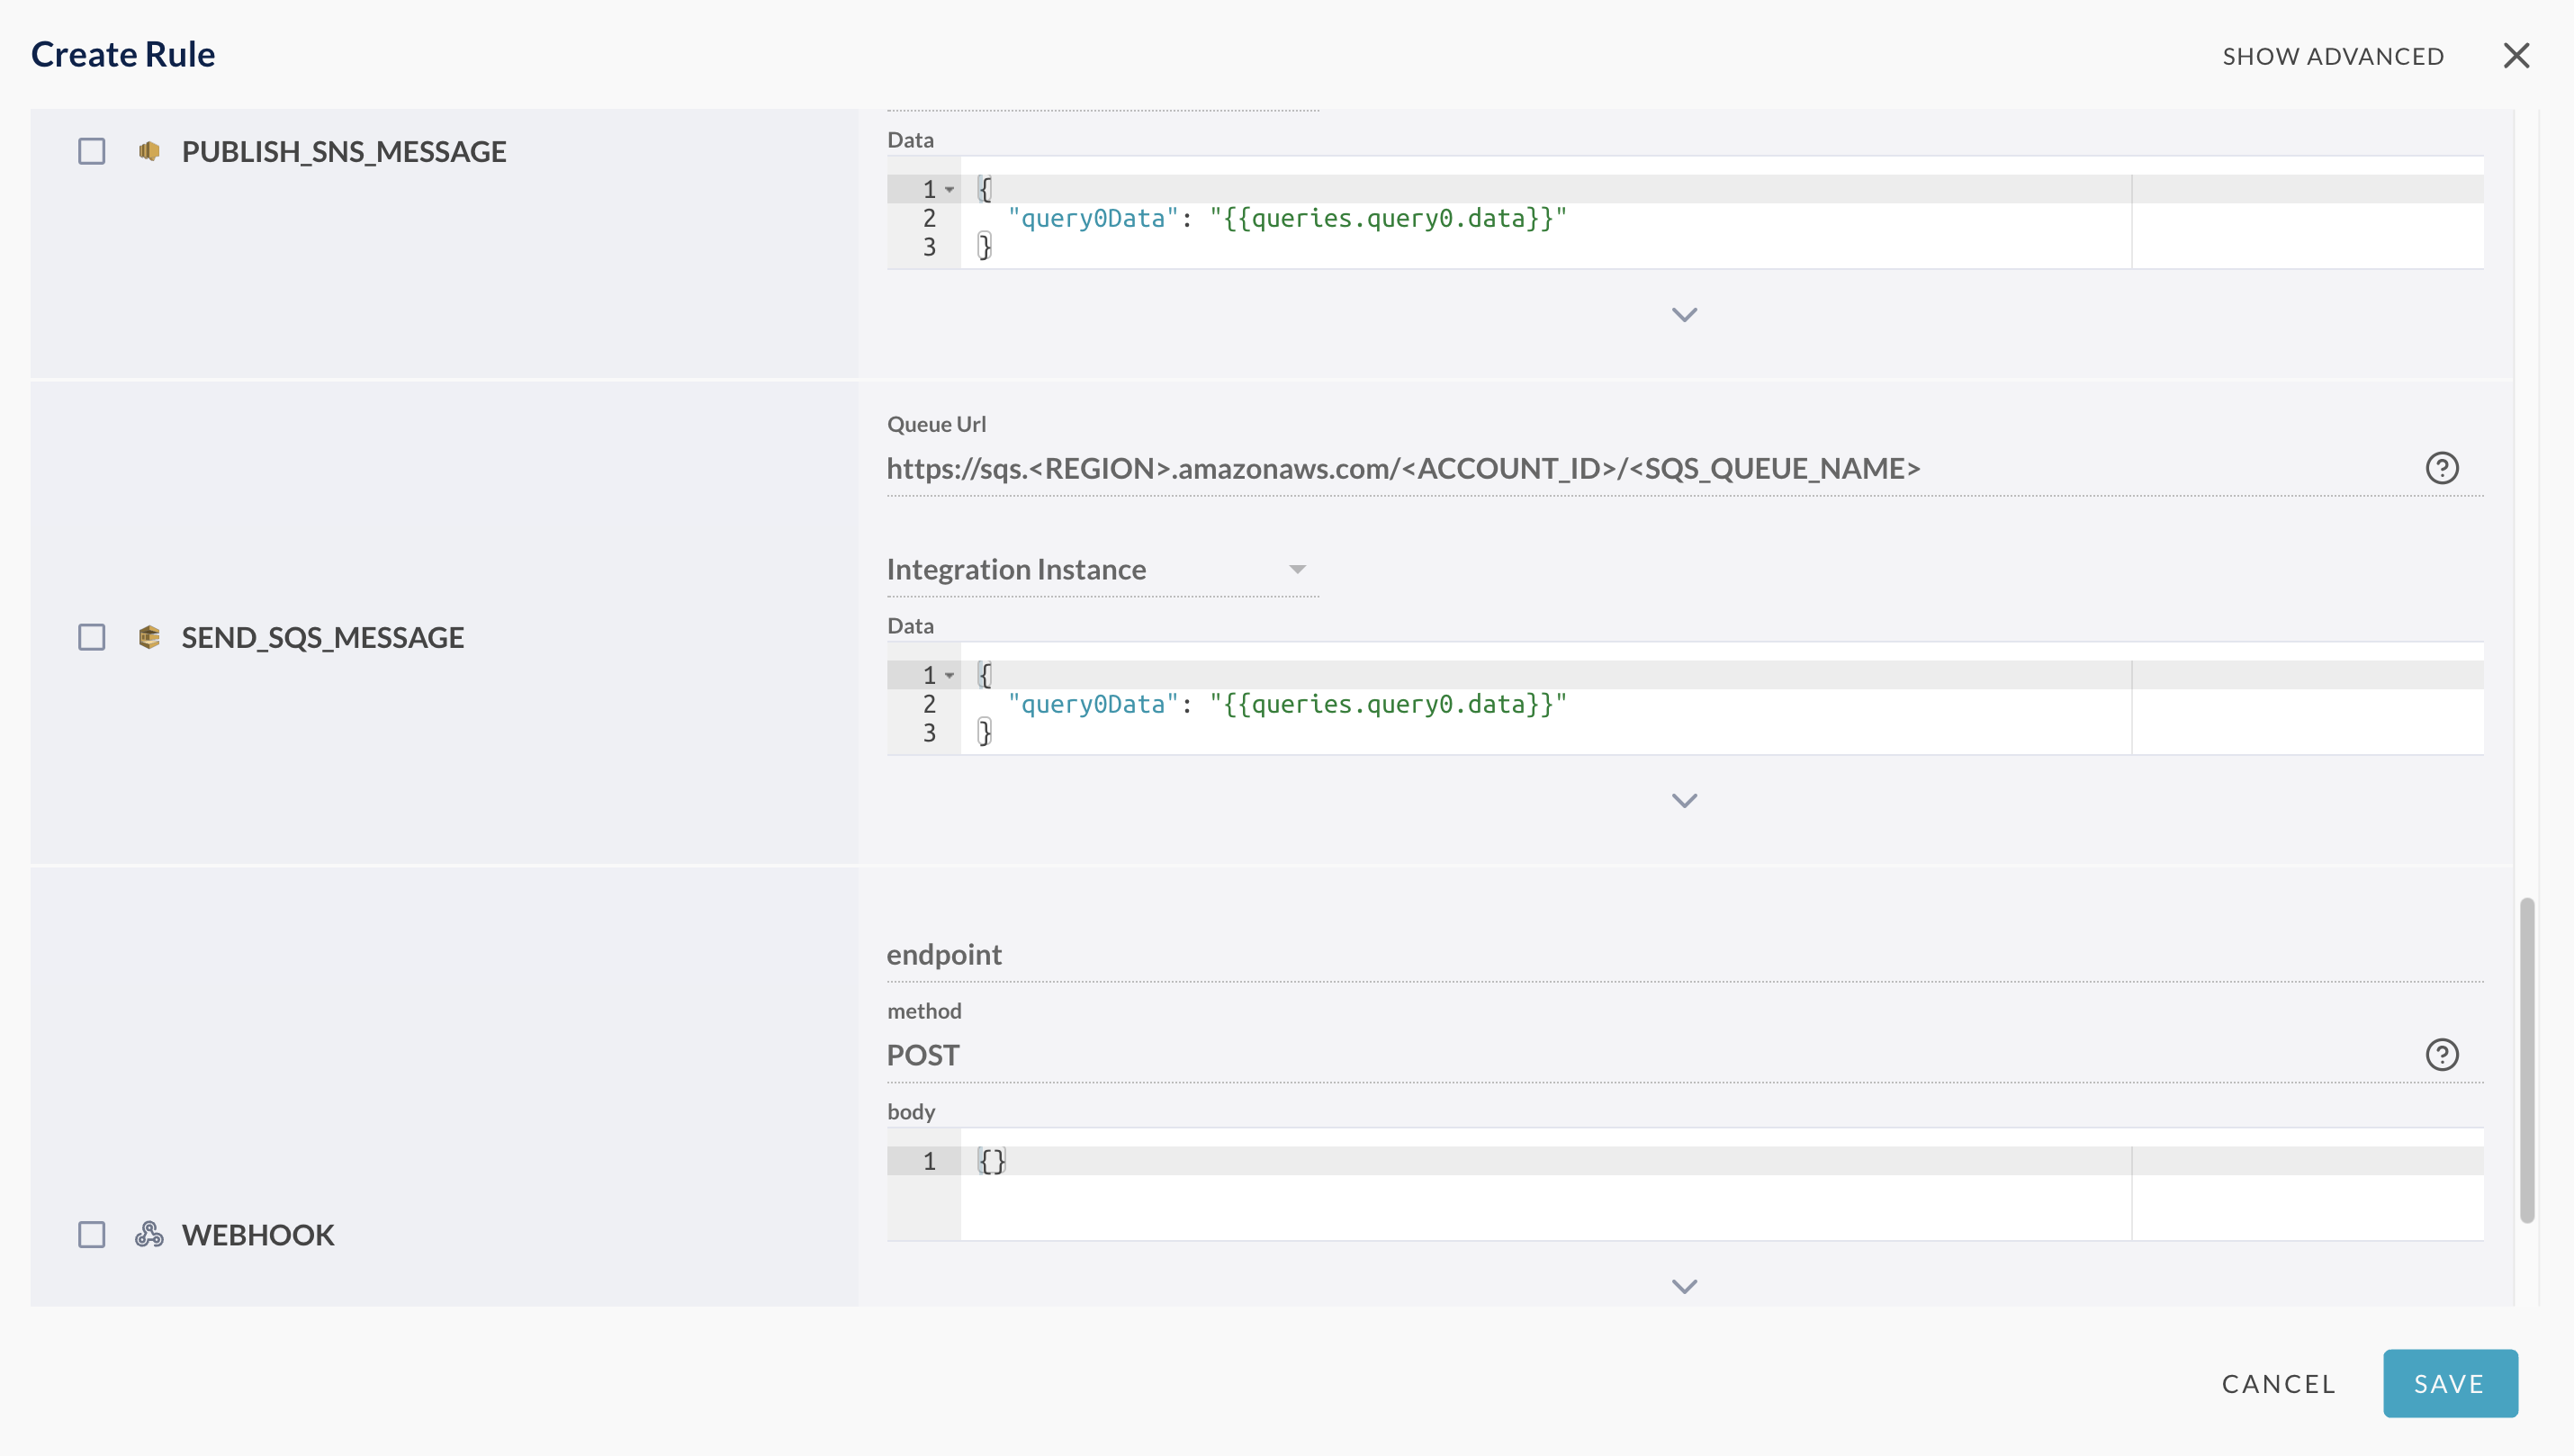 Create Rule
SHOW ADVANCED
PUBLISH_SNS_MESSAGE
Data
1 {
2 "query0Data": "{{queries.query0.data}}"
3 }
Queue Url
https://sqs.<REGION>.amazonaws.com/<ACCOUNT_ID>/<SQS_QUEUE_NAME>
Integration Instance
SEND_SQS_MESSAGE
Data
1 {
2 "query0Data": "{{queries.query0.data}}"
3 }
endpoint
method
POST
body
1 {}
WEBHOOK
CANCEL
SAVE